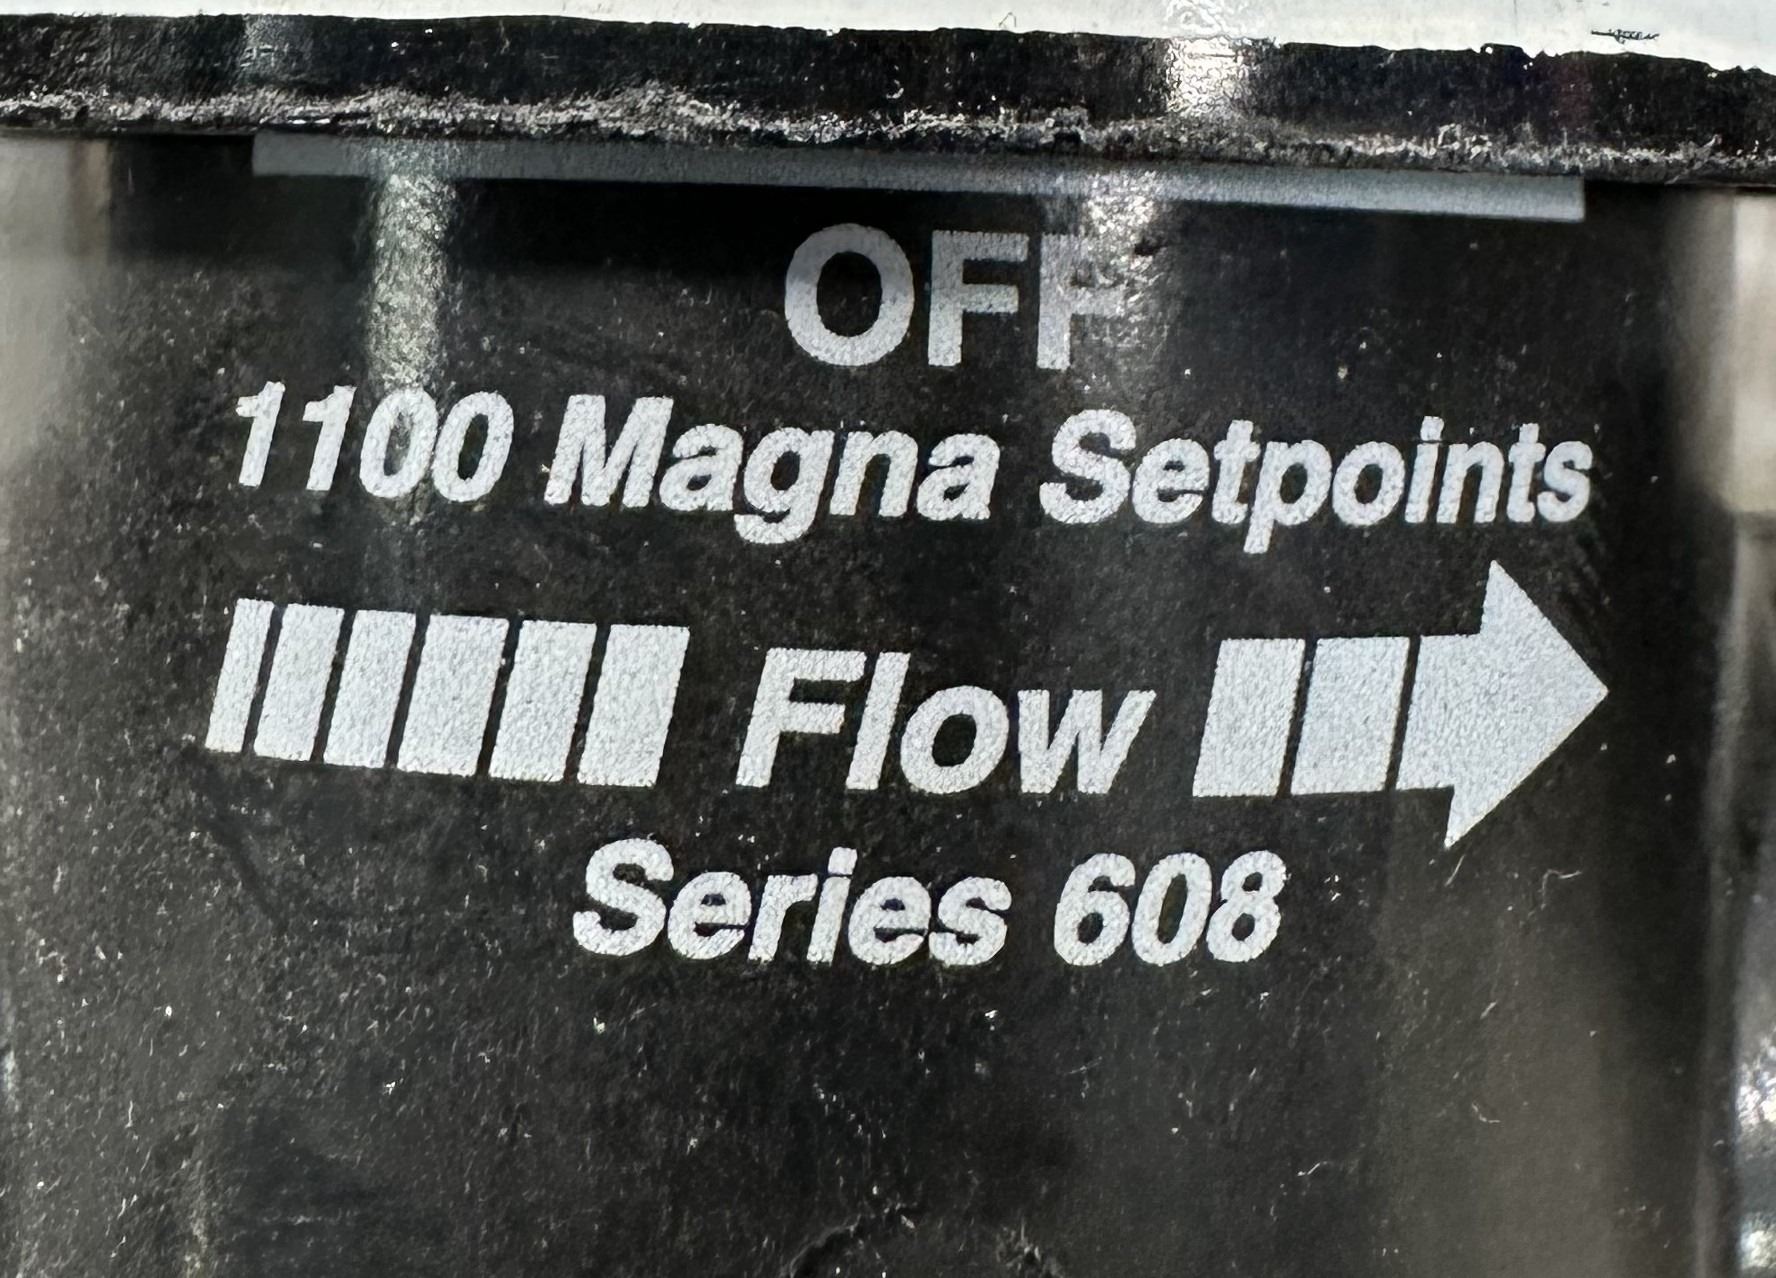 OFF
1100 Magna Setpoints
Flow
Series 608